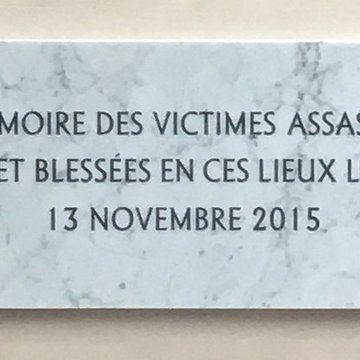 MOIRE DES VICTIMES ASSAS
ET BLESSÉES EN CES LIEUX L
13 NOVEMBRE 2015